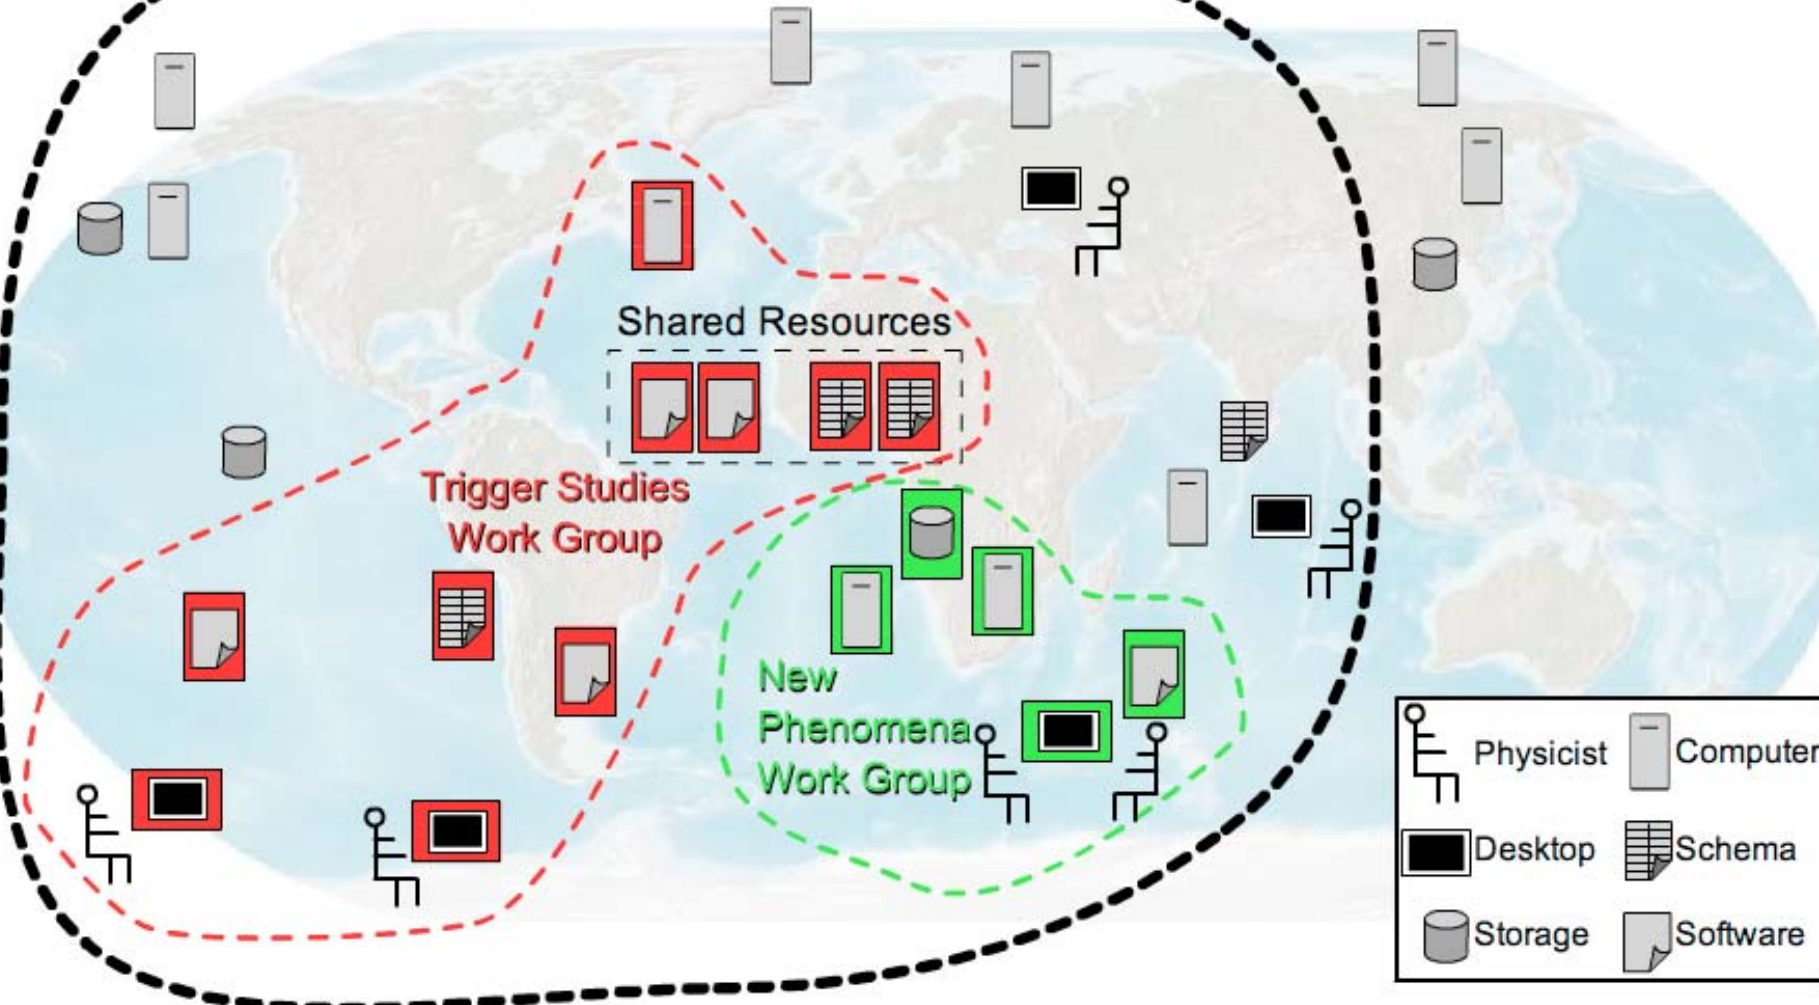 Shared Resources
Trigger Studies
Work Group
New
Phenomena
Work Group
Physicist
Computer
Desktop
Schema
Storage
Software